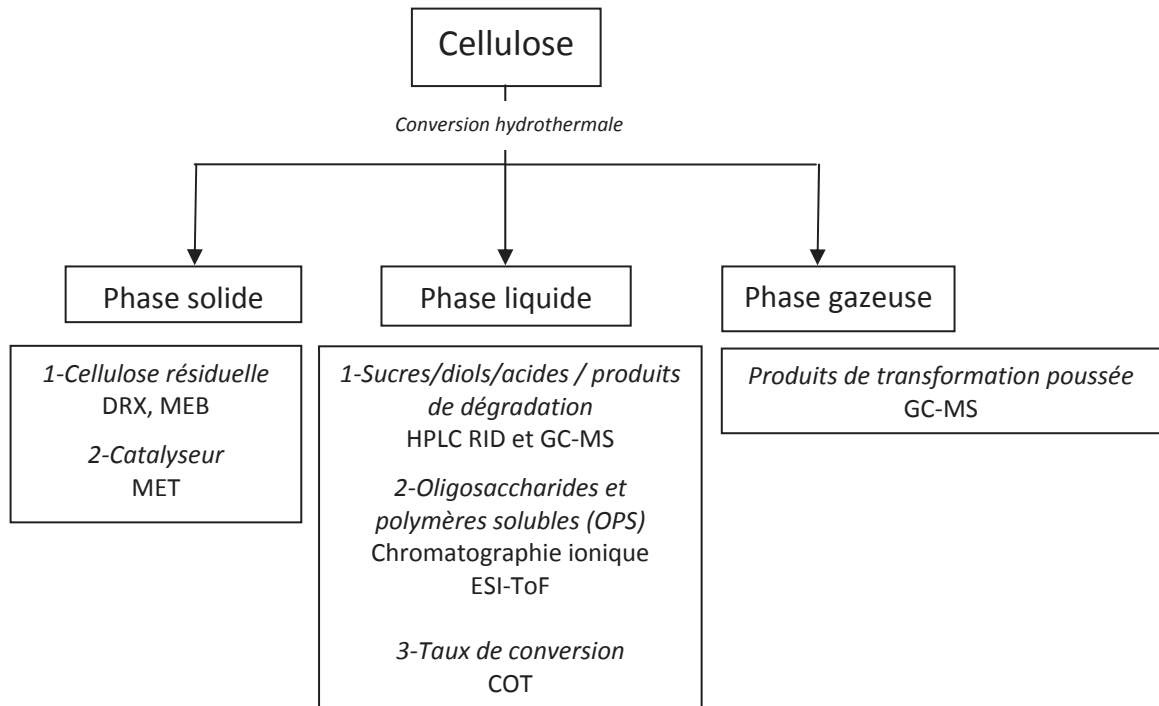 Cellulose
Conversion hydrothermale
Phase solide
1-Cellulose résiduelle
DRX, MEB
2-Catalyseur
MET
Phase liquide
1-Sucres/diols/acides / produits
de dégradation
HPLC RID et GC-MS
2-Oligosaccharides et
polymères solubles (OPS)
Chromatographie ionique
ESI-ToF
3-Taux de conversion
COT
Phase gazeuse
Produits de transformation poussée
GC-MS